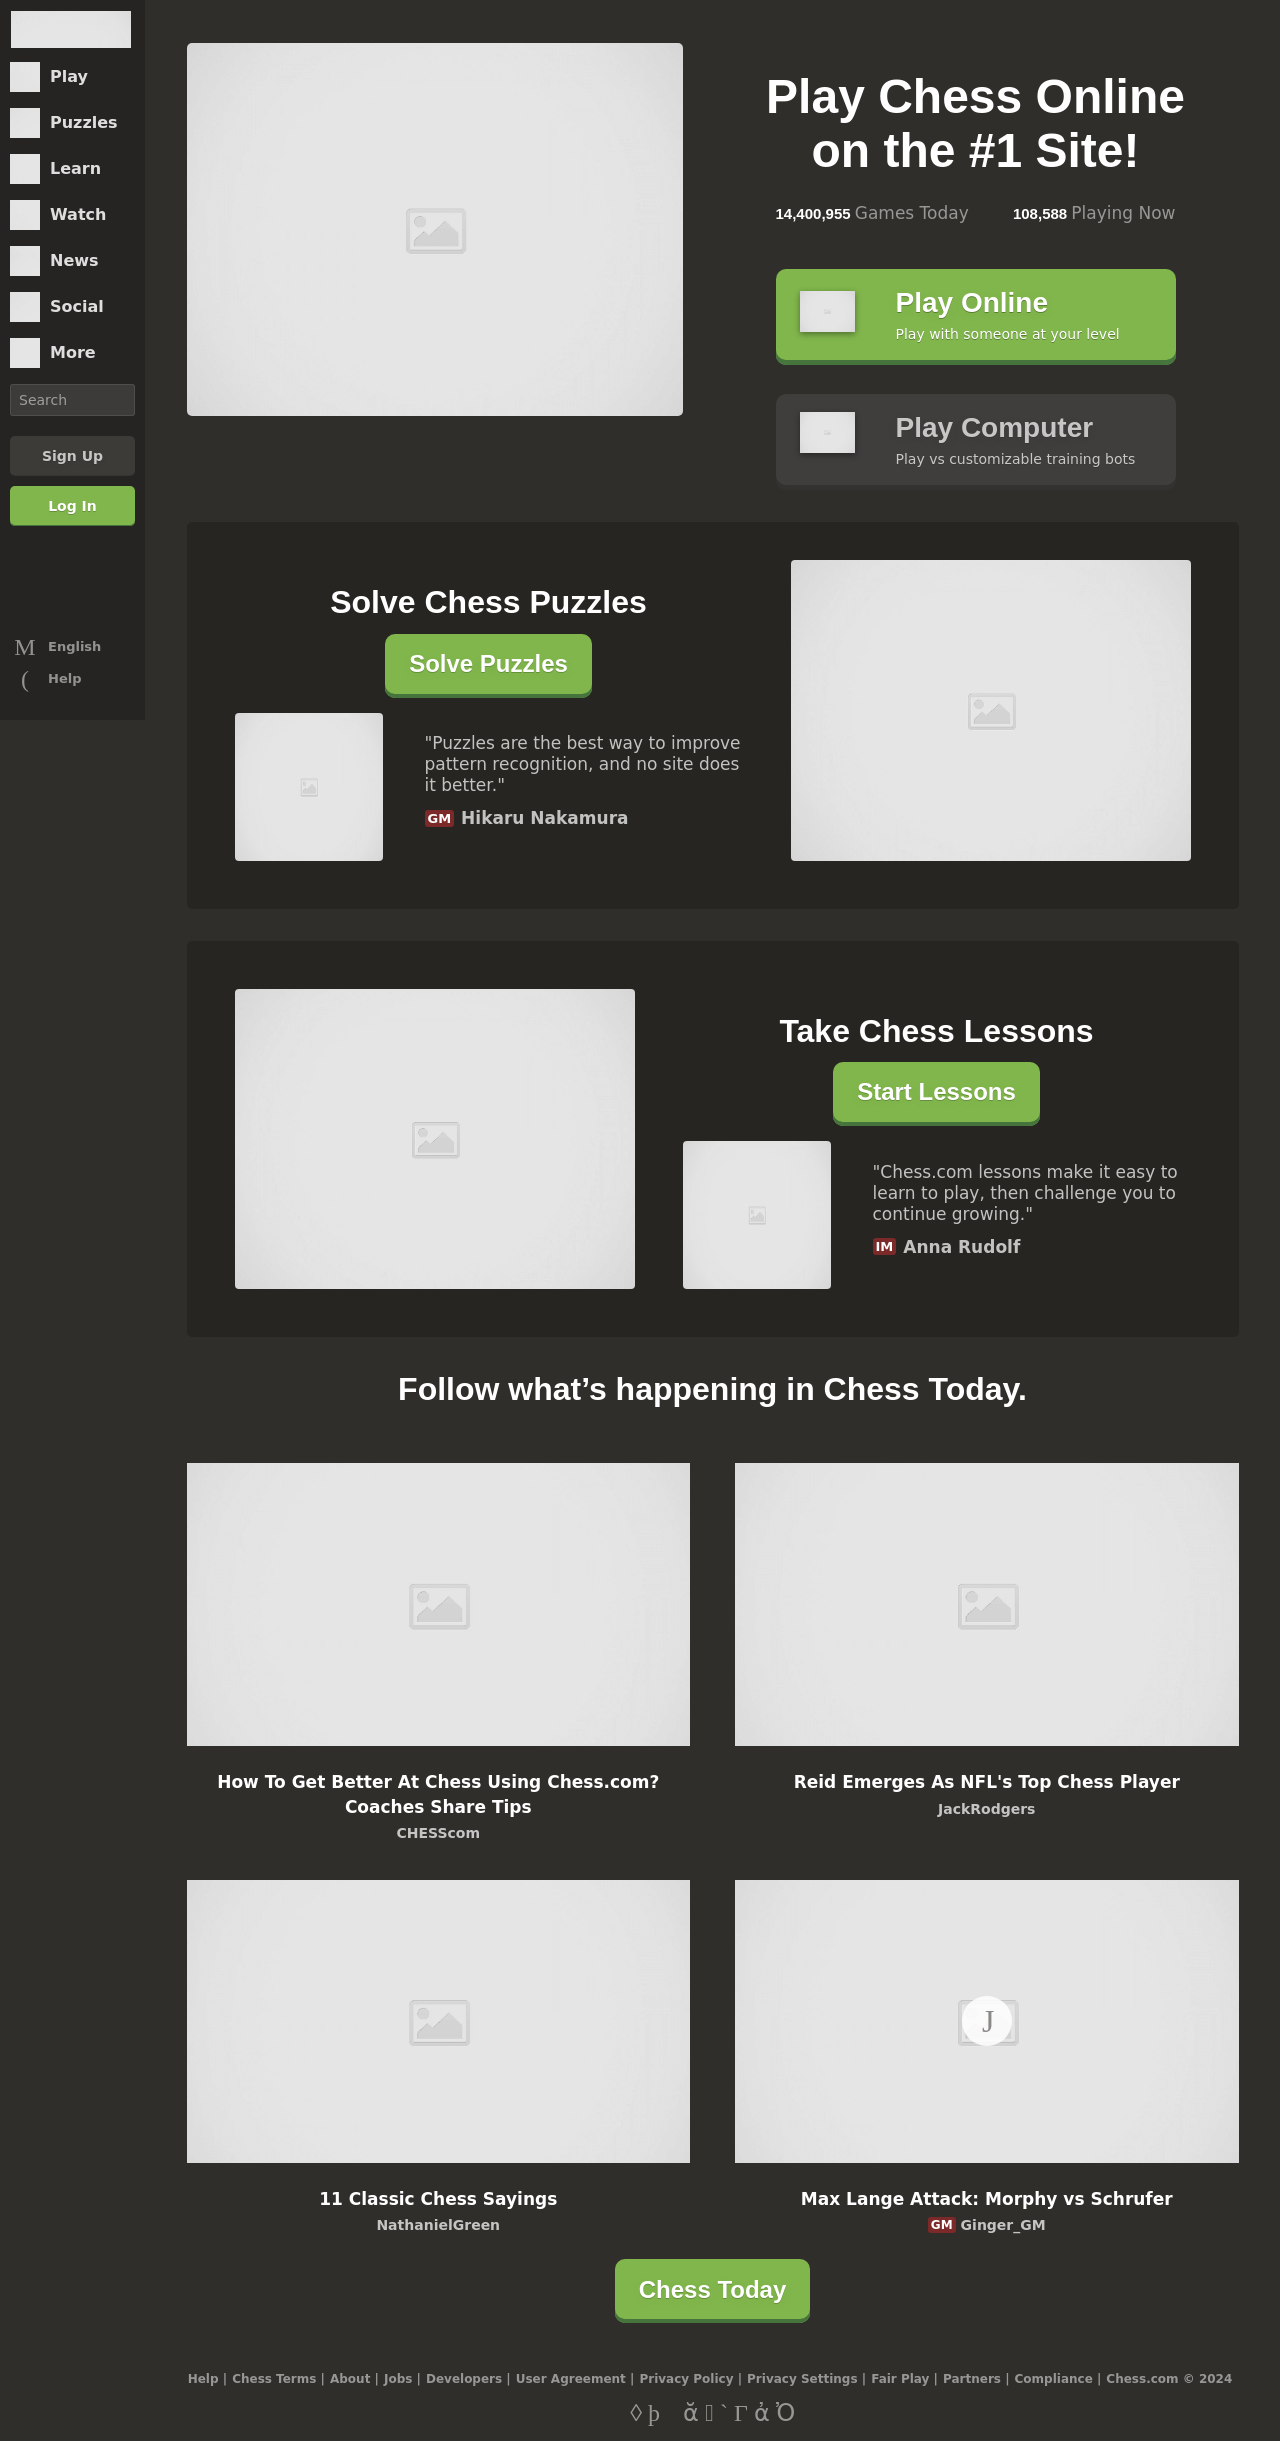 Play
Puzzles
Learn
Watch
News
Social
More
Search
Sign Up
Log In
M English
( Help
Play Chess Online
on the #1 Site!
14,400,955 Games Today 108,588 Playing Now
Play Online
Play with someone at your level
Play Computer
Play vs customizable training bots
Solve Chess Puzzles
Solve Puzzles
"Puzzles are the best way to improve
pattern recognition, and no site does
it better."
GM Hikaru Nakamura
Take Chess Lessons
Start Lessons
"Chess.com lessons make it easy to
learn to play, then challenge you to
continue growing."
IM Anna Rudolf
Follow what’s happening in Chess Today.
How To Get Better At Chess Using Chess.com?
Coaches Share Tips
CHESScom
Reid Emerges As NFL's Top Chess Player
JackRodgers
11 Classic Chess Sayings
NathanielGreen
J
Max Lange Attack: Morphy vs Schrufer
GM Ginger_GM
Chess Today
Help | Chess Terms | About | Jobs | Developers | User Agreement | Privacy Policy | Privacy Settings | Fair Play | Partners | Compliance | Chess.com © 2024
◊ þ ᾰ ` Γ ἀ Ὀ